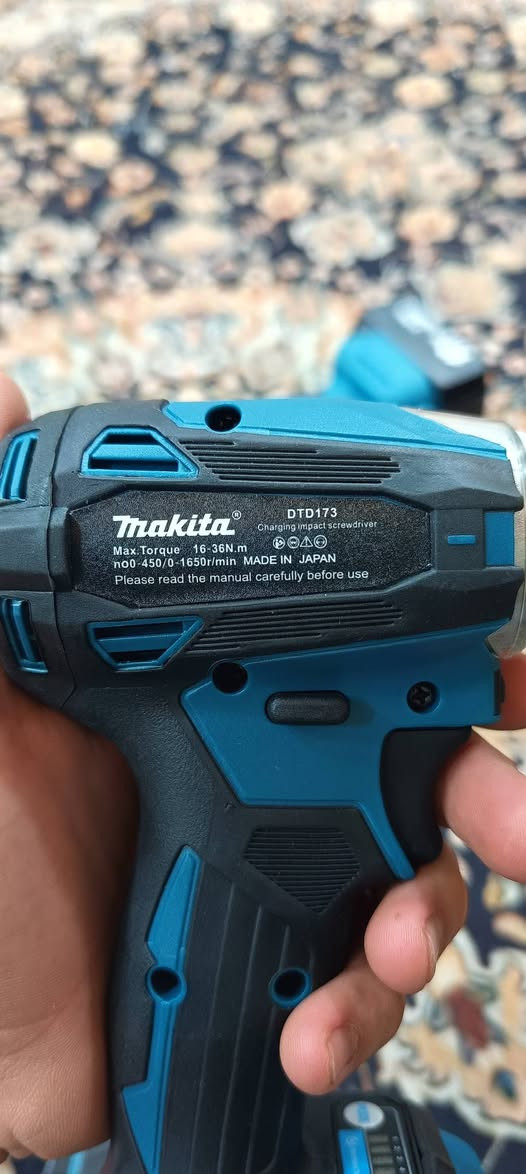 makita®
DTD173
Charging impact screwdriver
Max.Torque 16-36N.m
no0-450/0-1650r/min MADE IN JAPAN
Please read the manual carefully before use